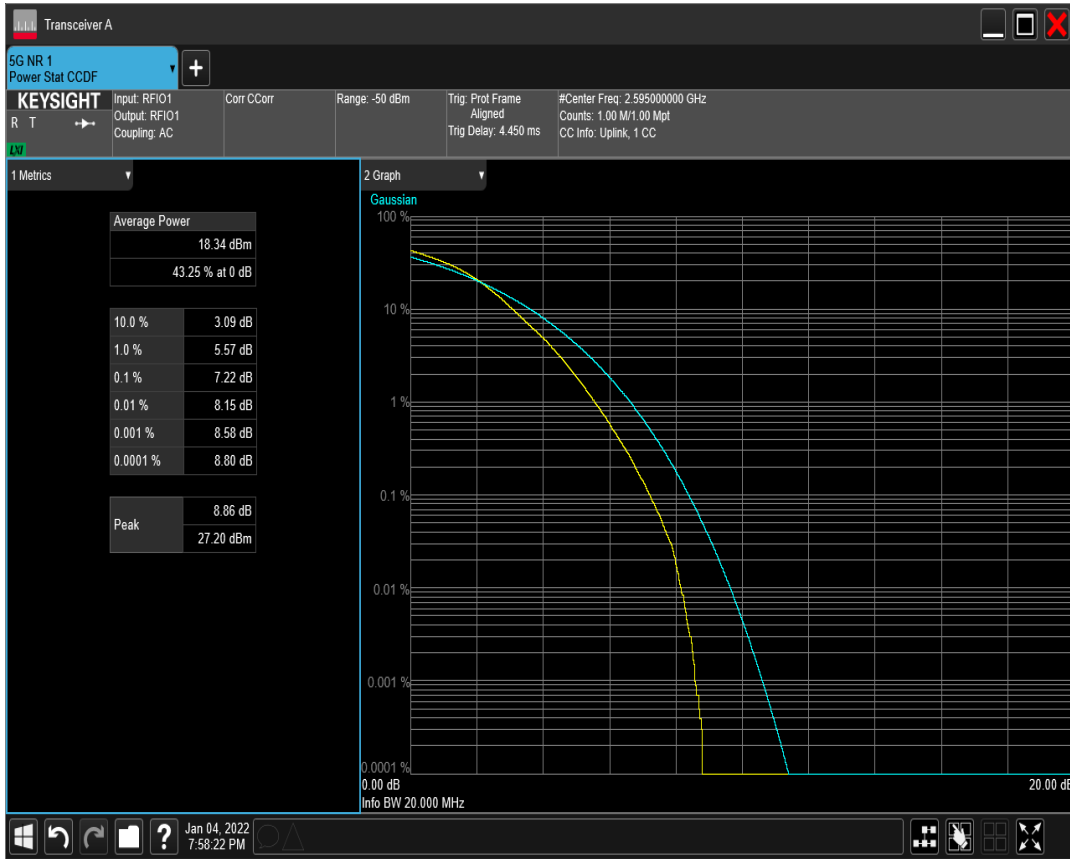 Transceiver A
5G NR 1
Power Stat CCDF
KEYSIGHT
R T
LXI
Input: RFIO1
Output: RFIO1
Coupling: AC
Corr CCorr
Range: -50 dBm
Trig: Prot Frame
Aligned
Trig Delay: 4.450 ms
#Center Freq: 2.595000000 GHz
Counts: 1.00 M/1.00 Mpt
CC Info: Uplink, 1 CC
1 Metrics
Average Power
18.34 dBm
43.25 % at 0 dB
10.0 % 3.09 dB
1.0 % 5.57 dB
0.1 % 7.22 dB
0.01 % 8.15 dB
0.001 % 8.58 dB
0.0001 % 8.80 dB
Peak 8.86 dB
27.20 dBm
2 Graph
Gaussian
100 %
10 %
1 %
0.1 %
0.01 %
0.001 %
0.0001 %
0.00 dB 20.00 dB
Info BW 20.000 MHz
?
Jan 04, 2022
7:58:22 PM